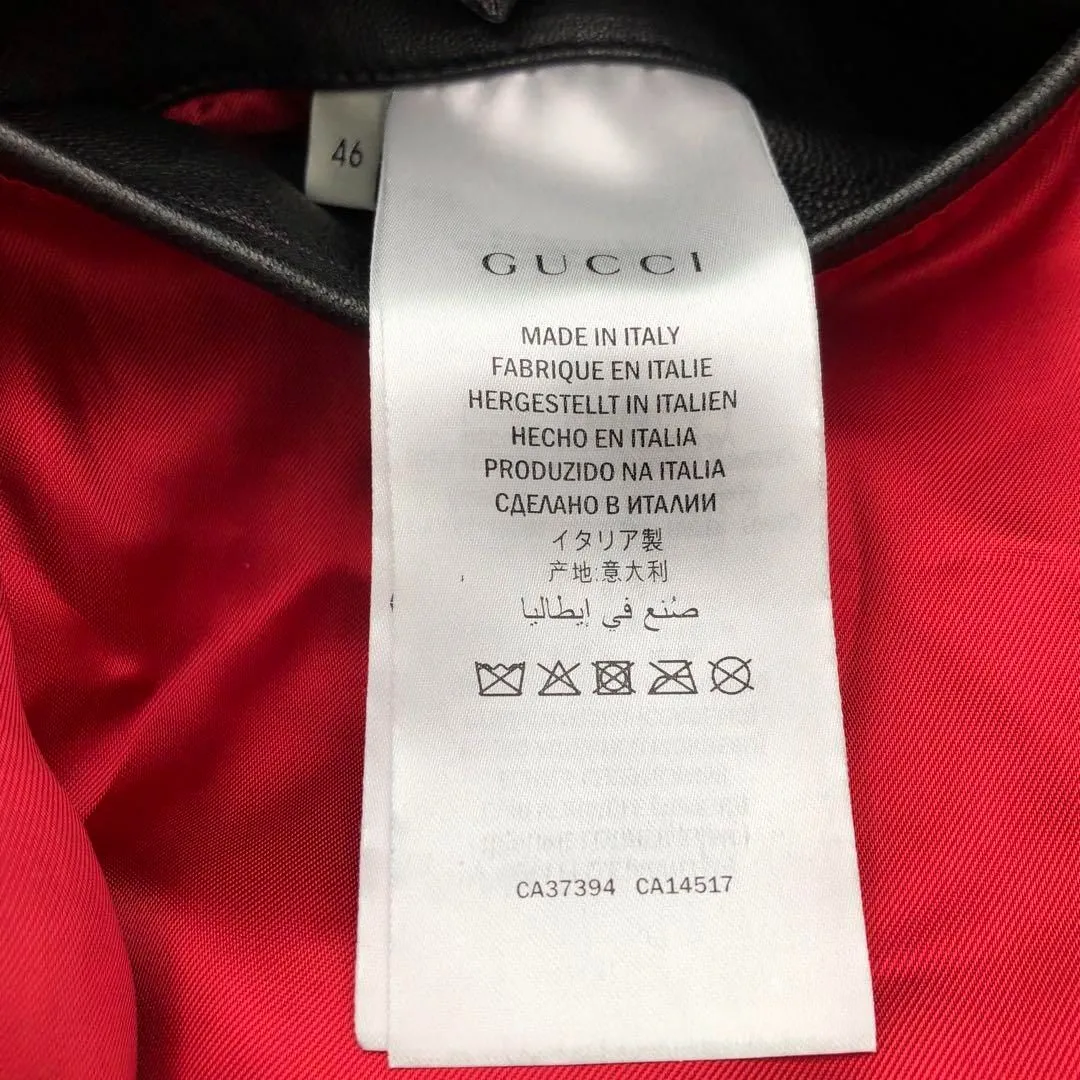 46
GUCCI
MADE IN ITALY
FABRIQUE EN ITALIE
HERGESTELLT IN ITALIEN
HECHO EN ITALIA
PRODUZIDO NA ITALIA
СДЕЛАНО В ИТАЛИИ
イタリア製
产地:意大利
صُنع في إيطاليا
CA37394 CA14517